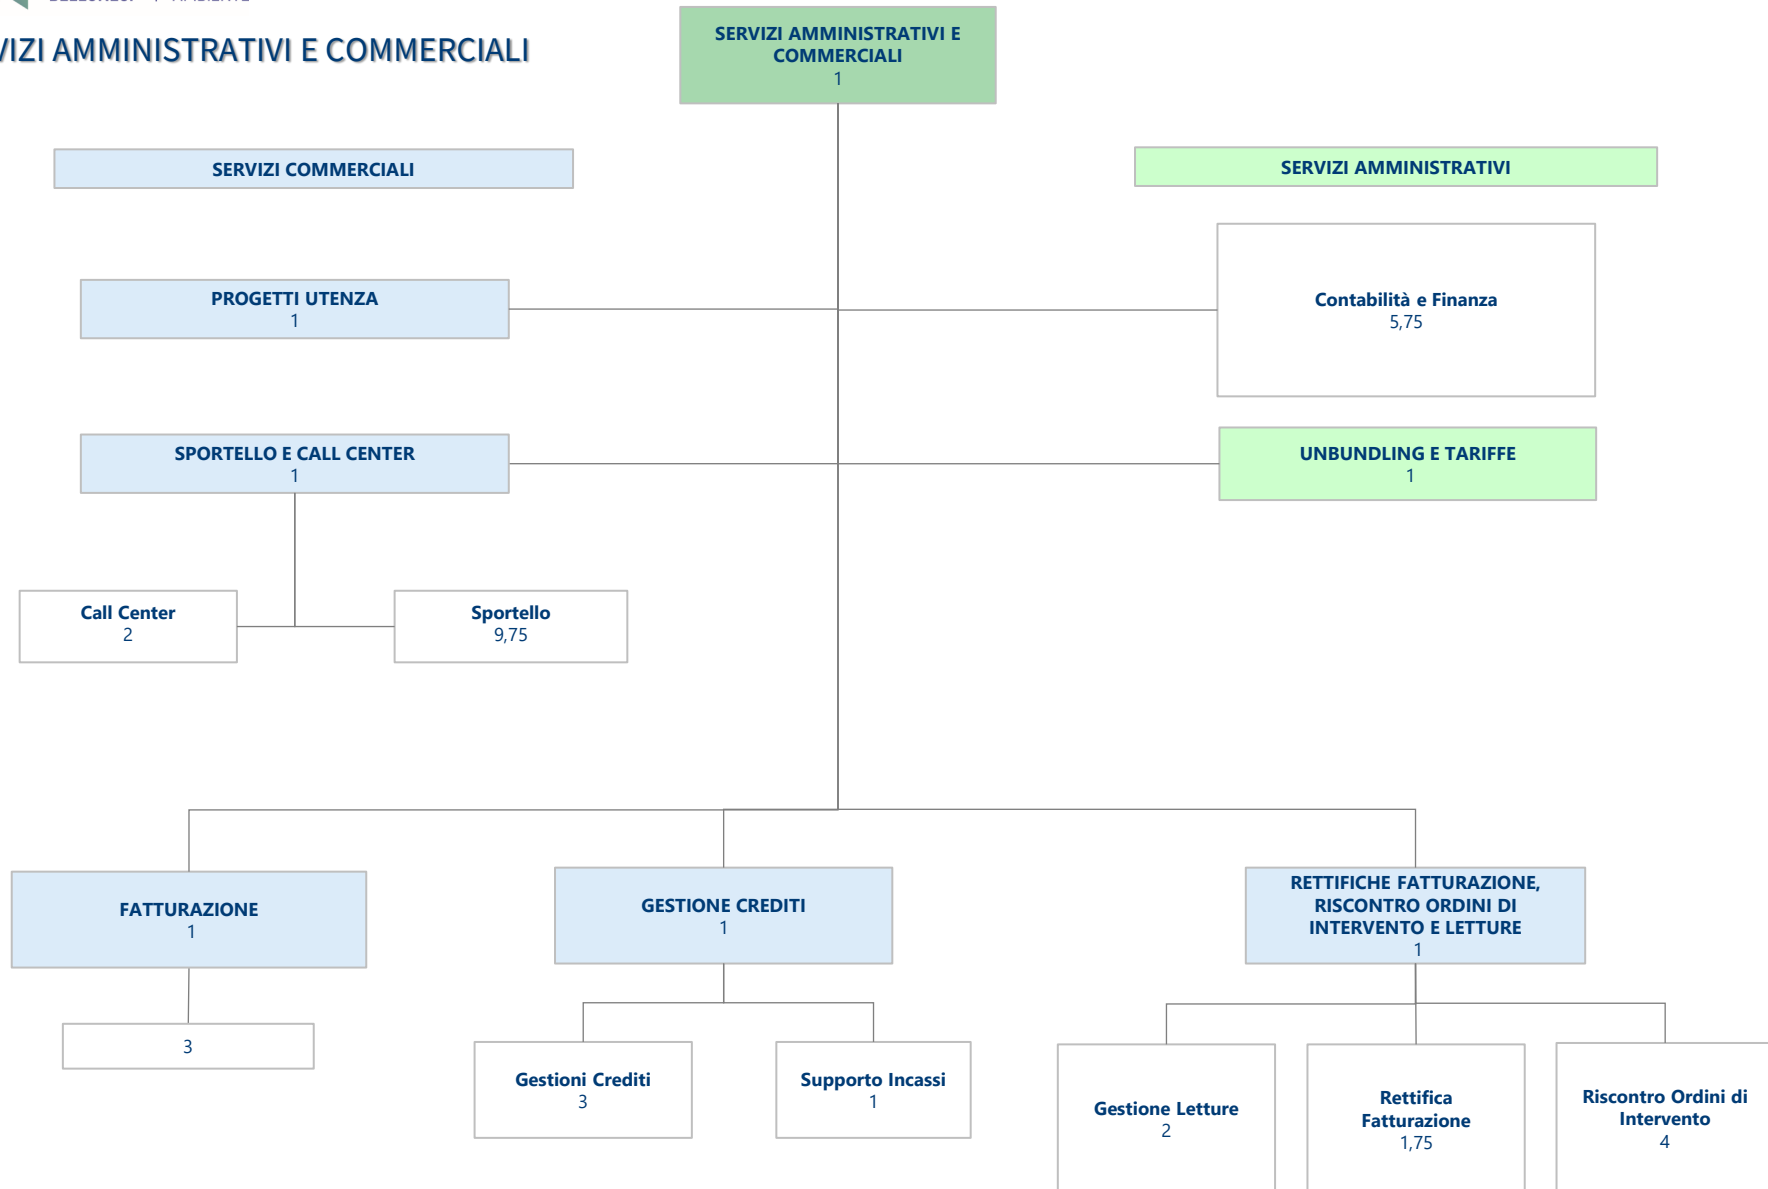 VIZI AMMINISTRATIVI E COMMERCIALI
SERVIZI AMMINISTRATIVI E
COMMERCIALI
1
SERVIZI COMMERCIALI
SERVIZI AMMINISTRATIVI
PROGETTI UTENZA
1
Contabilità e Finanza
5,75
SPORTELLO E CALL CENTER
1
UNBUNDLING E TARIFFE
1
Call Center
2
Sportello
9,75
FATTURAZIONE
1
GESTIONE CREDITI
1
RETTIFICHE FATTURAZIONE,
RISCONTRO ORDINI DI
INTERVENTO E LETTURE
1
3
Gestioni Crediti
3
Supporto Incassi
1
Gestione Letture
2
Rettifica
Fatturazione
1,75
Riscontro Ordini di
Intervento
4